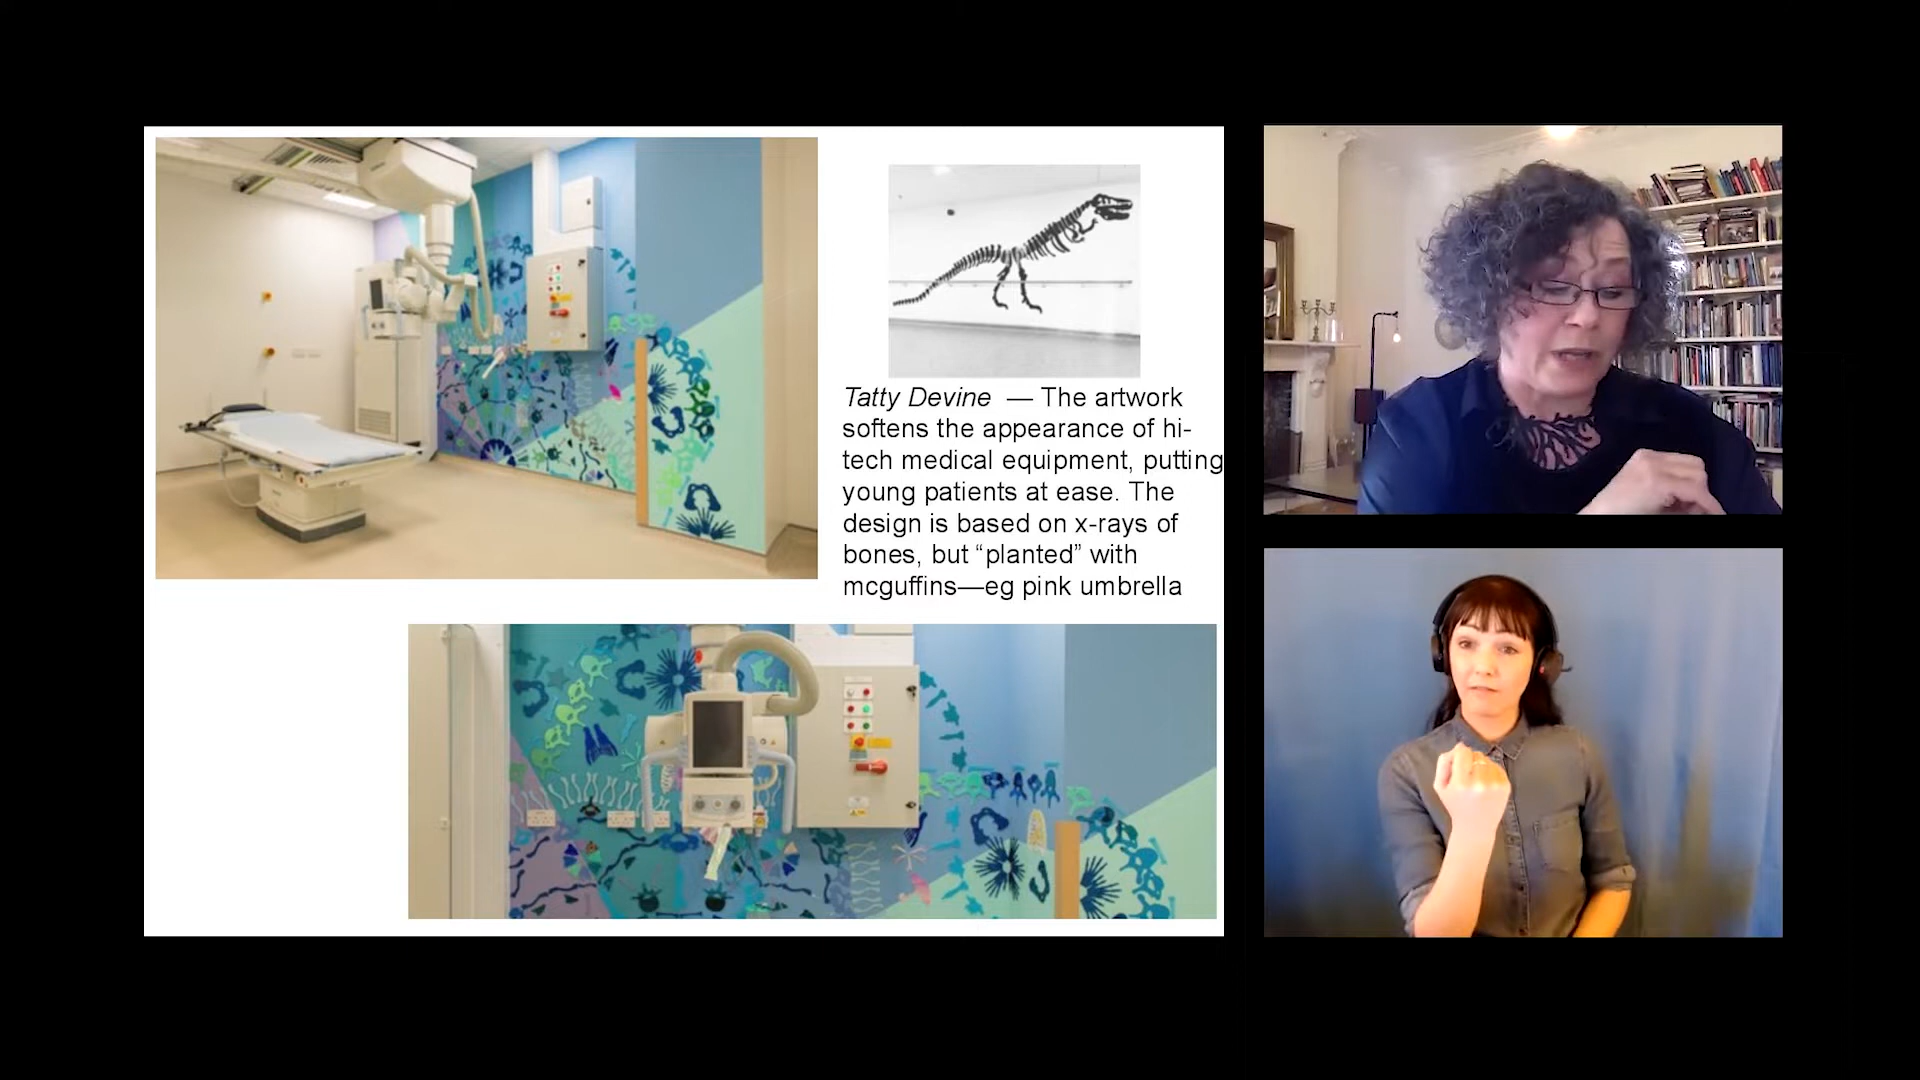 Tatty Devine — The artwork
softens the appearance of hi-
tech medical equipment, putting
young patients at ease. The
design is based on x-rays of
bones, but “planted” with
mcguffins—eg pink umbrella